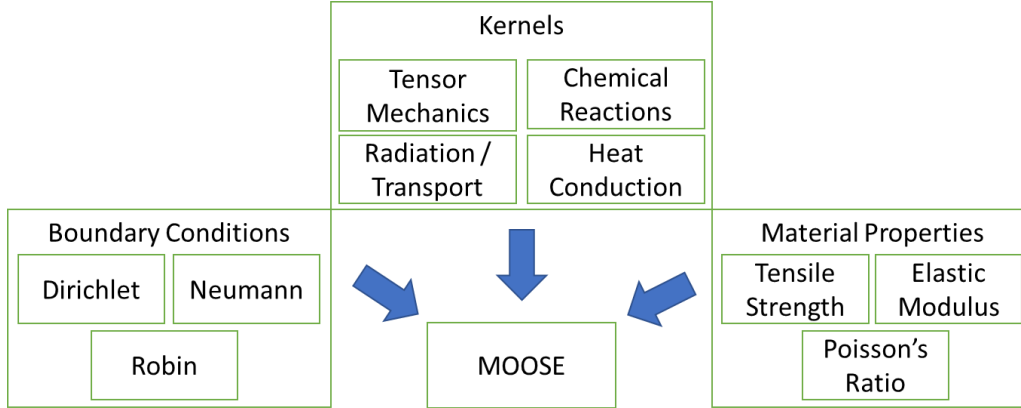 Kernels
Tensor
Mechanics
Chemical
Reactions
Radiation /
Transport
Heat
Conduction
Boundary Conditions
Dirichlet
Neumann
Robin
MOOSE
Material Properties
Tensile
Strength
Elastic
Modulus
Poisson’s
Ratio